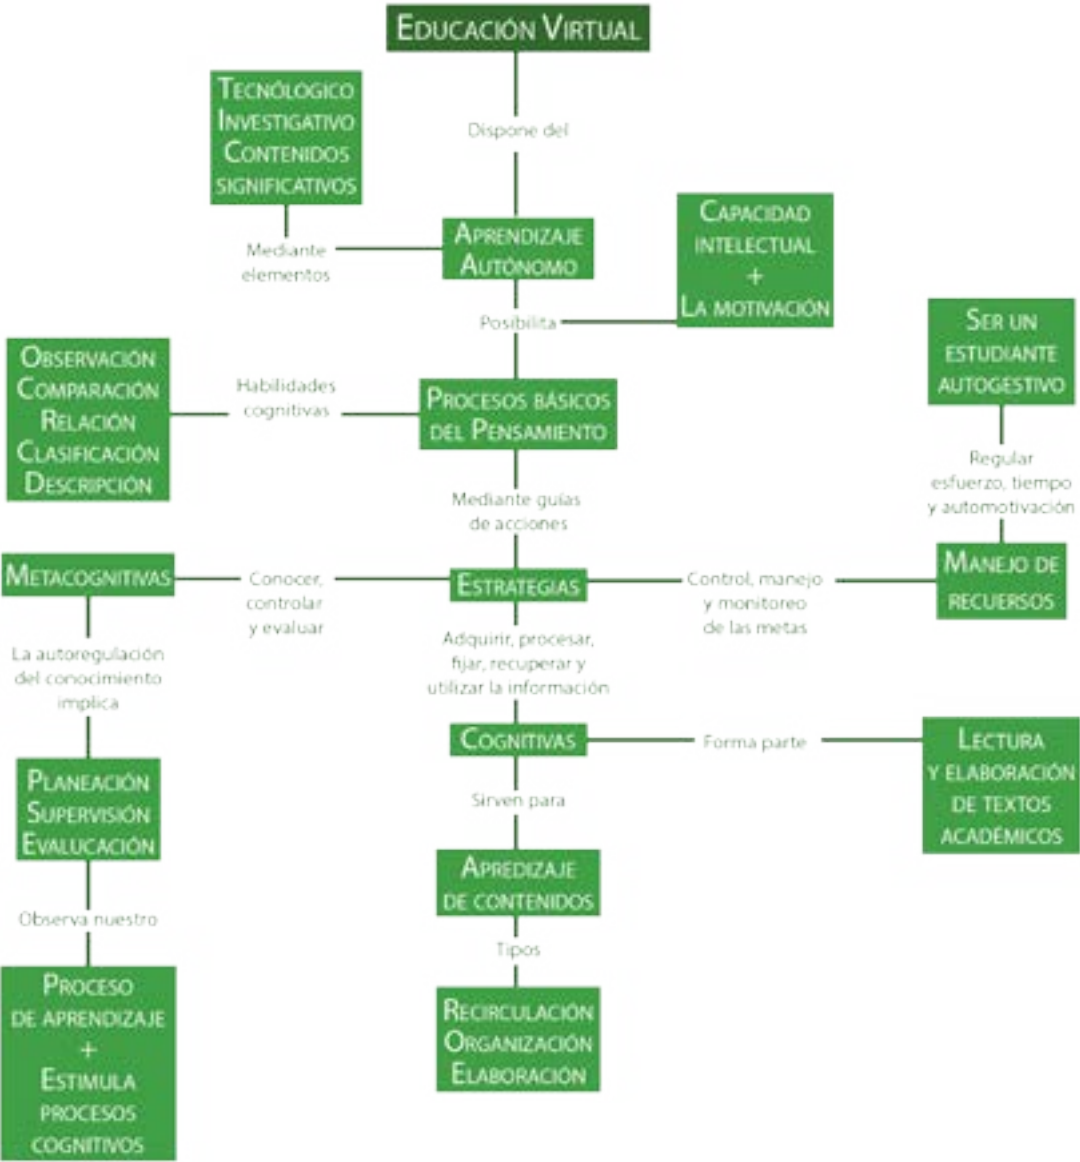 EDUCACIÓN VIRTUAL
Dispone del
TECNÓLOGICO
INVESTIGATIVO
CONTENIDOS
SIGNIFICATIVOS
Mediante
elementos
APRENDIZAJE
AUTÓNOMO
CAPACIDAD
INTELECTUAL
+
LA MOTIVACIÓN
Posibilita
OBSERVACIÓN
COMPARACIÓN
RELACIÓN
CLASIFICACIÓN
DESCRIPCIÓN
Habilidades
cognitivas
PROCESOS BÁSICOS
DEL PENSAMIENTO
SER UN
ESTUDIANTE
AUTOGESTIVO
Regular
esfuerzo, tiempo
y automotivación
Mediante guías
de acciones
METACOGNITIVAS
Conocer,
controlar
y evaluar
ESTRATEGIAS
Control, manejo
y monitoreo
de las metas
MANEJO DE
RECUERSOS
La autoregulación
del conocimiento
implica
Adquirir, procesar,
fijar, recuperar y
utilizar la información
COGNITIVAS
Forma parte
LECTURA
Y ELABORACIÓN
DE TEXTOS
ACADÉMICOS
PLANEACIÓN
SUPERVISIÓN
EVALUCACIÓN
Sirven para
APREDIZAJE
DE CONTENIDOS
Observa nuestro
Tipos
PROCESO
DE APRENDIZAJE
+
ESTIMULA
PROCESOS
COGNITIVOS
RECIRCULACIÓN
ORGANIZACIÓN
ELABORACIÓN